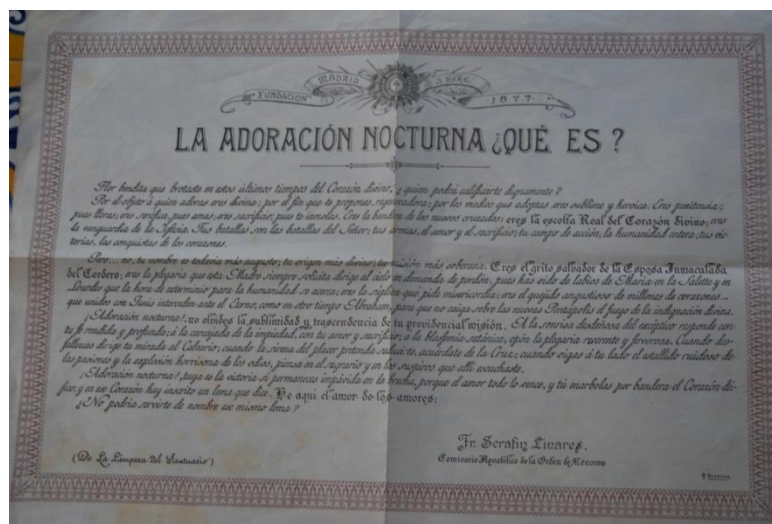 FUNDACION MADRID 3 NBRE. 1877.
LA ADORACIÓN NOCTURNA ¿QUÉ ES?
Flor bendita que brotaste en estos últimos tiempos del Corazón divino, ¿quien podrá calificarte dignamente?
Por el objeto á quien adoras eres divina; por el fin que te propones, regeneradora; por los medios que adoptas eres sublime y heroica. Eres penitencia,
pues lloras; eres serifica, pues amas; eres sacrificio, pues te inmolas. Eres la bandera de los nuevos cruzados; eres la escolta Real del Corazón divino; eres
la vanguardia de la Iglesia. Tus batallas son las batallas del Señor; tus armas, el amor y el sacrificio; tu campo de acción, la humanidad entera; tus vic-
torias, las conquistas de los corazones.
Pero... no, tu nombre es todavía más augusto; tu origen más divino; tu misión más soberana. Eres el grito salvador de la Esposa Inmaculada
del Cordero; eres la plegaria que esta Madre siempre solicita dirige al cielo en demanda de perdón, pues has oido de labios de Maria en la Salette y en
Lourdes que la hora de exterminio para la humanidad se acerca; eres la súplica que pide misericordia; eres el quejido angustioso de millones de corazones
que unidos con Jesús interceden ante el Eterno, como en otro tiempo Abraham, para que no caiga sobre las nuevas Pentápolis el fuego de la indignación divina.
¡Adoración nocturna! no olvides la sublimidad y trascendencia de tu providencial misión. Á la sonrisa desdeñosa del escéptico responde con
tu fe rendida y profunda; á la carcajada de la impiedad, con tu amor y sacrificio; á la blasfemia satánica, opón la plegaria reverente y fervorosa. Cuando des-
fallezcas dirige tu mirada al Calvario; cuando la sirena del placer pretenda seducirte, acuérdate de la Cruz; cuando oigas á tu lado el estallido ruidoso de
las pasiones y la explosión horrisona de los odios, piensa en el sagrario y en los suspiros que allí escuchaste.
¡Adoración nocturna!, tuya es la victoria si permaneces impávida en la brecha, porque el amor todo lo vence, y tú enarbolas por bandera el Corazón dí-
fico, y en ese Corazón hay escrito un lema que dice: He aquí el amor de los amores.
¿No podría servirte de nombre ese mismo lema?
(De La Lámpara del Santuario)
Fr. Serafin Linares.
Comisario Apostólico de la Orden de Menores